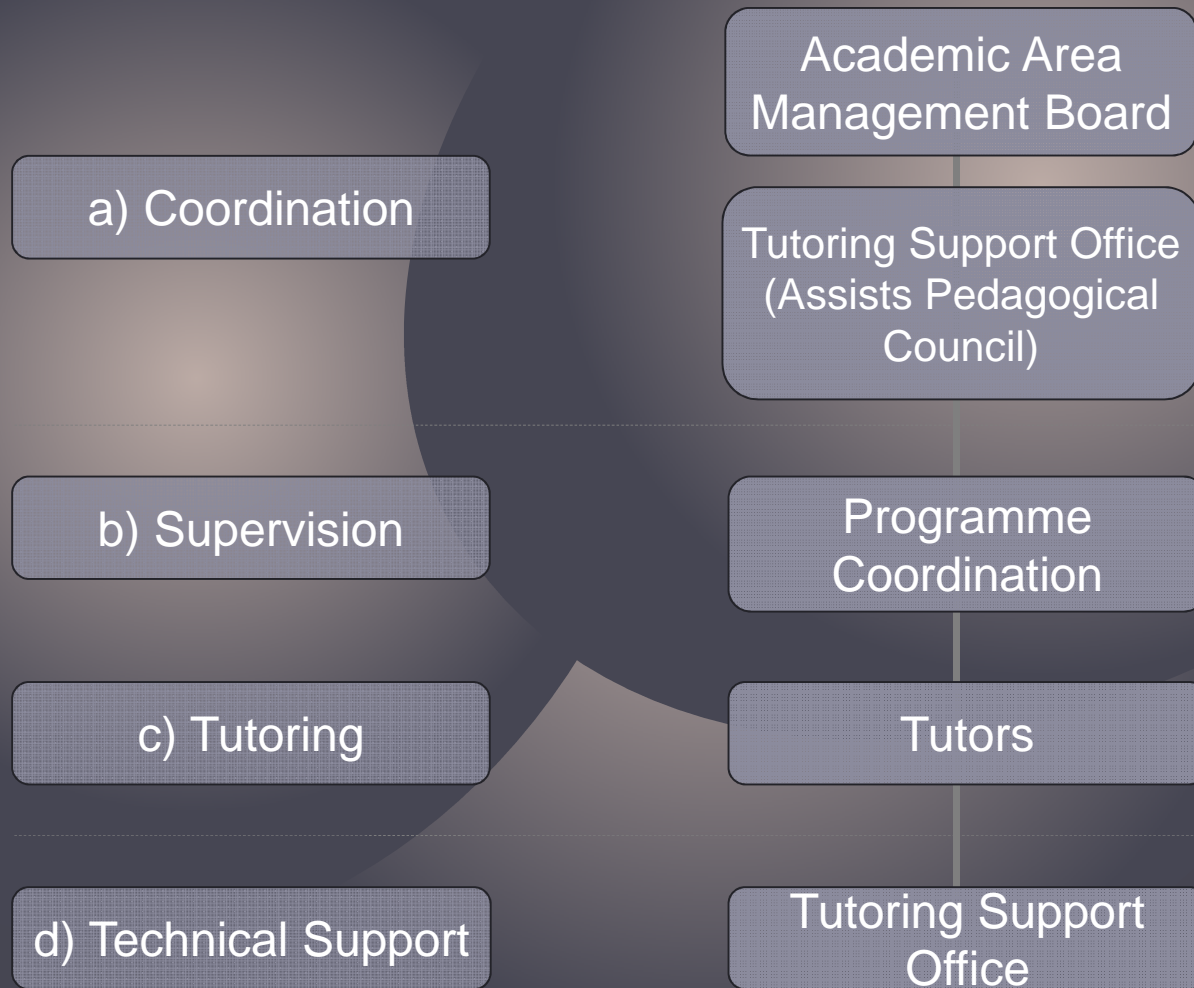 Academic Area
Management Board
a) Coordination
Tutoring Support Office
(Assists Pedagogical
Council)
b) Supervision
Programme
Coordination
c) Tutoring
Tutors
d) Technical Support
Tutoring Support
Office